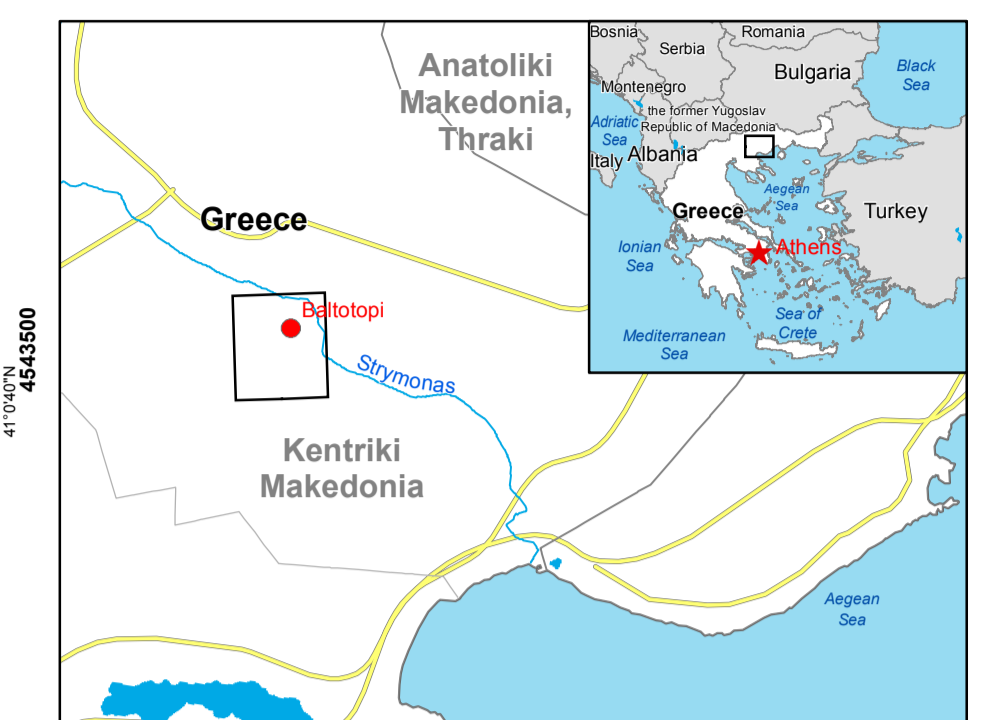 Anatoliki
Makedonia,
Thraki
Greece
Baltotopi
Strymonas
Kentriki
Makedonia
Aegean
Sea
41°0'40"N
4543500
Bosnia
Serbia
Romania
Bulgaria
Black
Sea
Montenegro
the former Yugoslav
Republic of Macedonia
Adriatic
Sea
Italy
Albania
Aegean
Sea
Greece
Turkey
Athens
Ionian
Sea
Sea of
Crete
Mediterranean
Sea